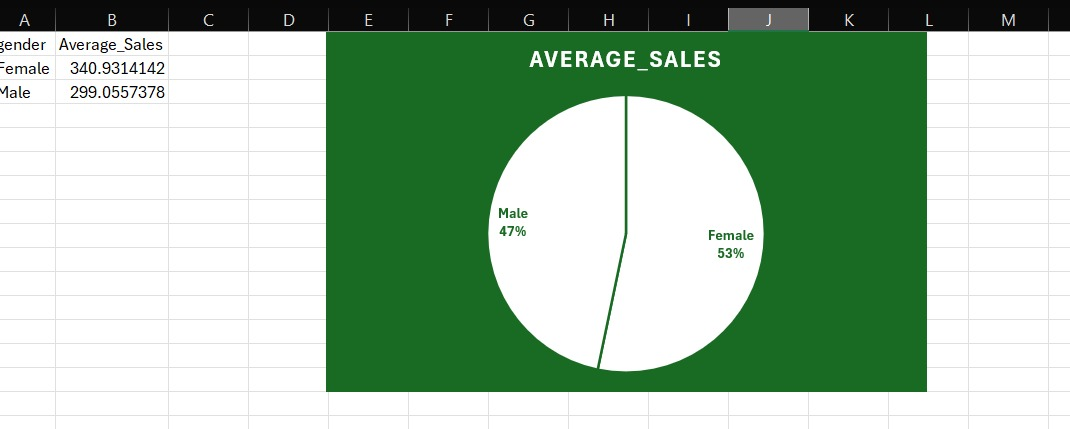 A B C D E F G H I J K L M
gender Average_Sales
Female 340.9314142
Male 299.0557378
AVERAGE_SALES
Male
47%
Female
53%